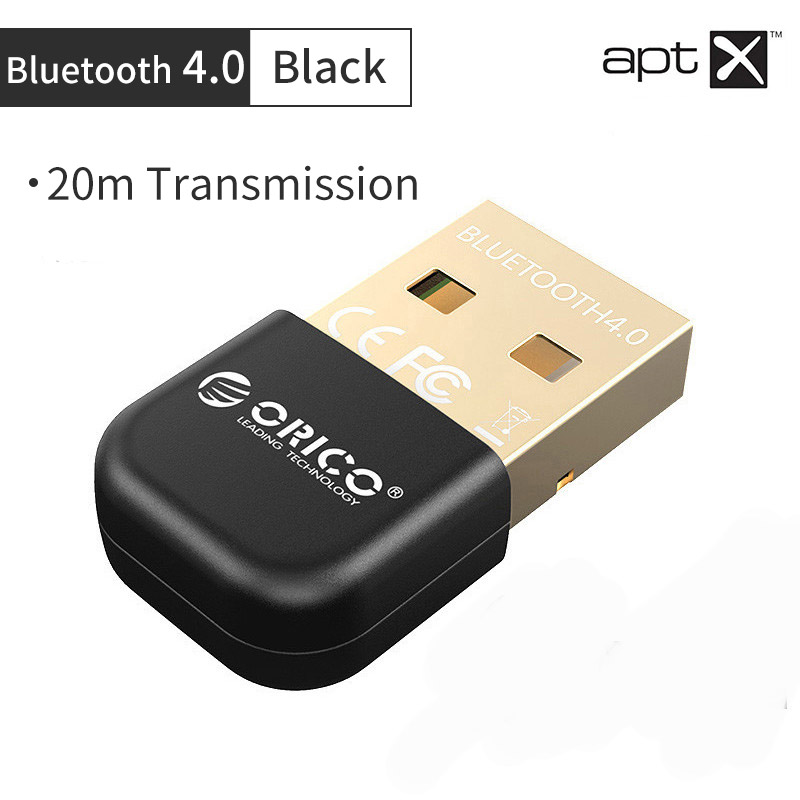 Bluetooth 4.0 Black
aptX™
•20m Transmission
BLUETOOTH4.0
CE FC
ORICO®
LEADING TECHNOLOGY